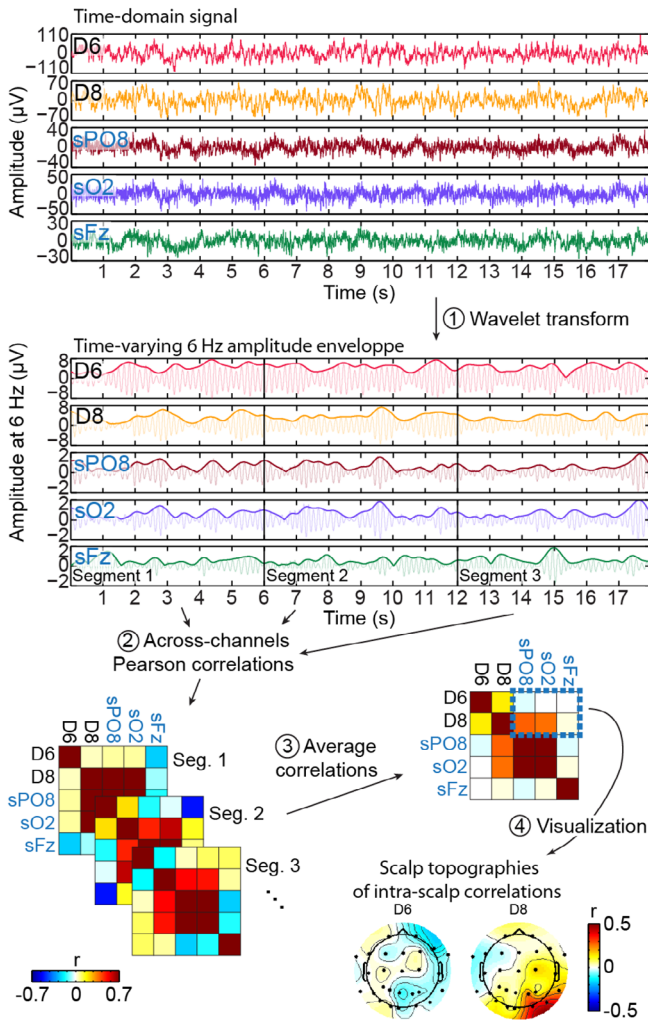 Time-domain signal
Amplitude (µV)
110
0
−110
D6
70
0
−70
D8
40
0
−40
sPO8
50
0
−50
sO2
30
0
−30
sFz
1 2 3 4 5 6 7 8 9 10 11 12 13 14 15 16 17
Time (s)
1 Wavelet transform
Time-varying 6 Hz amplitude enveloppe
Amplitude at 6 Hz (µV)
8
0
−8
D6
8
0
−8
D8
2
0
−2
sPO8
2
0
−2
sO2
2
0
−2
sFz
Segment 1 Segment 2 Segment 3
1 2 3 4 5 6 7 8 9 10 11 12 13 14 15 16 17
Time (s)
2 Across-channels
Pearson correlations
D6 D8 sPO8 sO2 sFz
D6
D8
sPO8
sO2
sFz
Seg. 1
Seg. 2
Seg. 3
r
-0.7 0.7
3 Average
correlations
D6 D8 sPO8 sO2 sFz
D6
D8
sPO8
sO2
sFz
4 Visualization
Scalp topographies
of intra-scalp correlations
D6 D8
r
0.5
0
-0.5